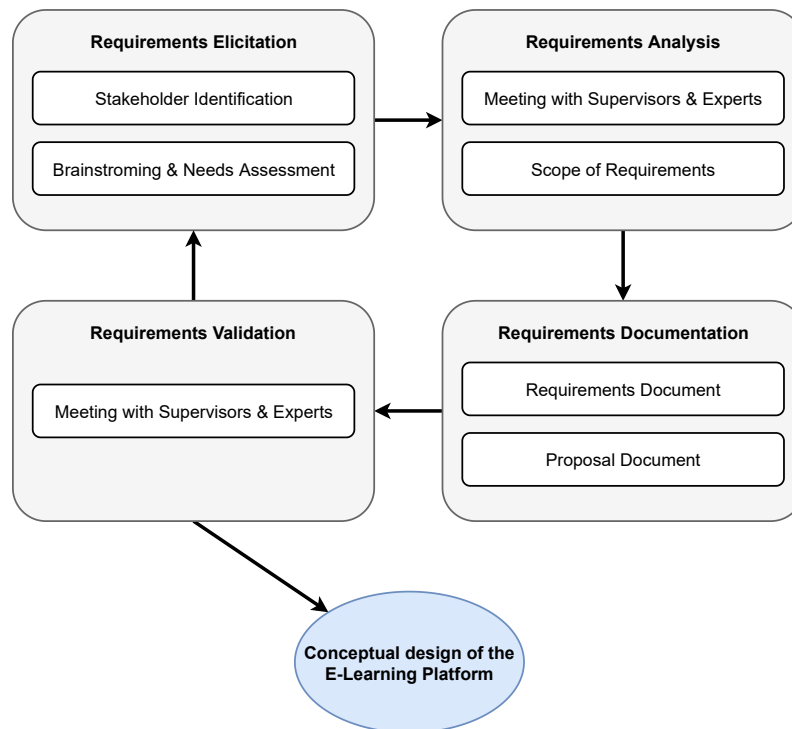 Requirements Elicitation
Stakeholder Identification
Brainstroming & Needs Assessment
Requirements Analysis
Meeting with Supervisors & Experts
Scope of Requirements
Requirements Validation
Meeting with Supervisors & Experts
Requirements Documentation
Requirements Document
Proposal Document
Conceptual design of the
E-Learning Platform